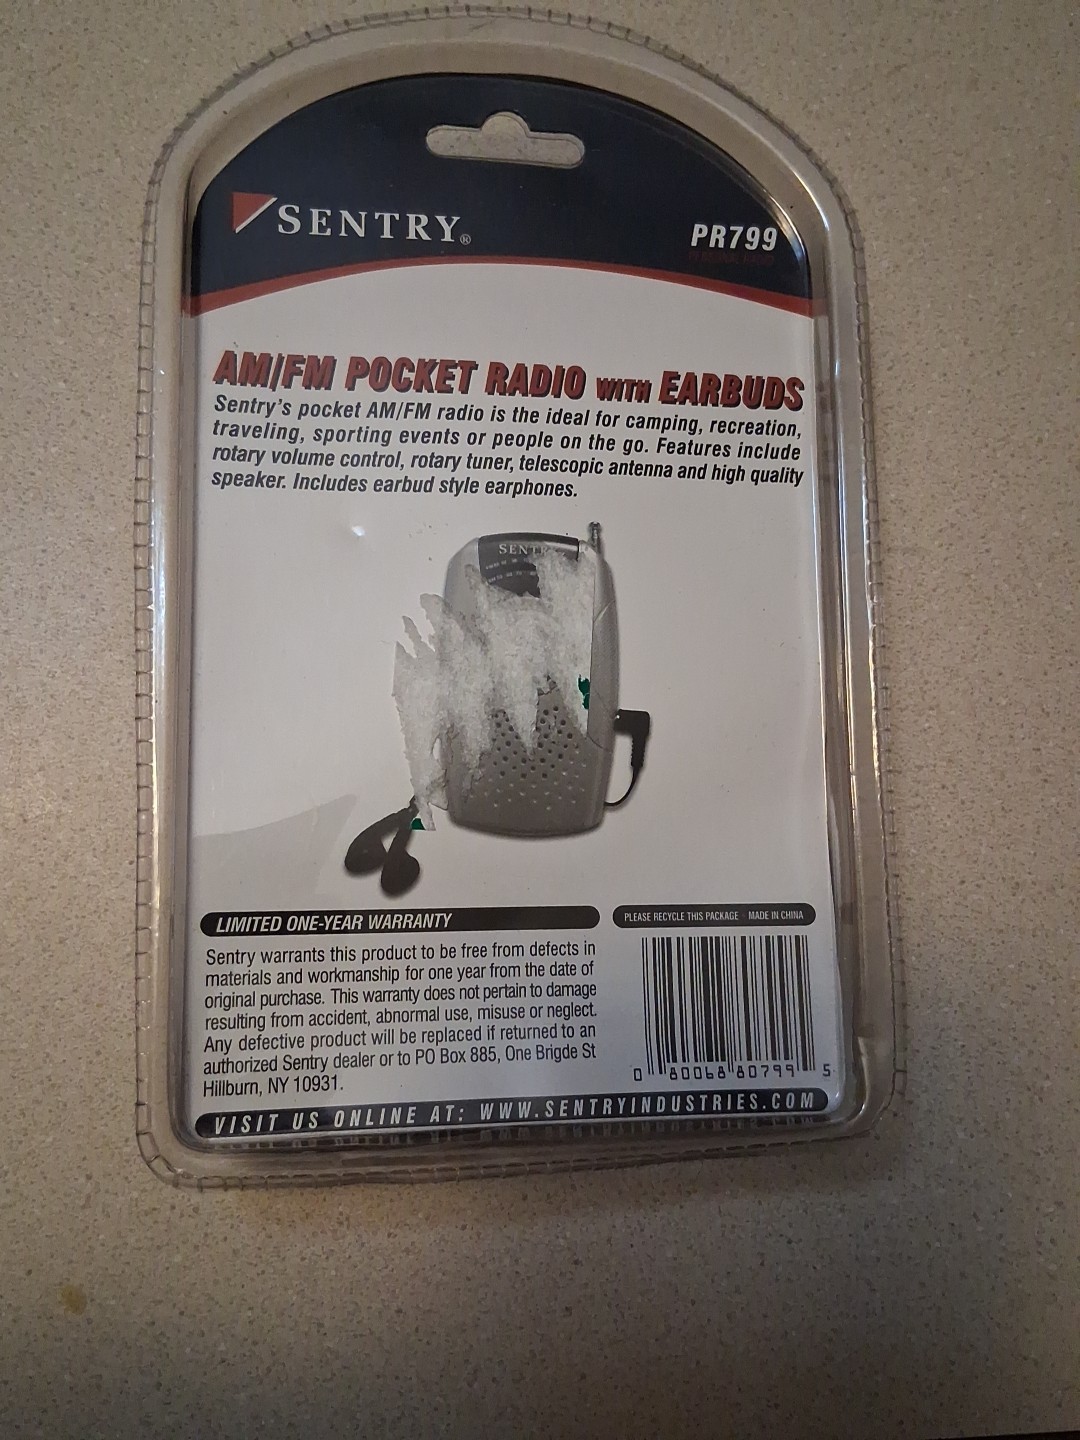 SENTRY®
PR799
AM/FM POCKET RADIO WITH EARBUDS
Sentry's pocket AM/FM radio is the ideal for camping, recreation,
traveling, sporting events or people on the go. Features include
rotary volume control, rotary tuner, telescopic antenna and high quality
speaker. Includes earbud style earphones.
SENTRY
LIMITED ONE-YEAR WARRANTY
Sentry warrants this product to be free from defects in
materials and workmanship for one year from the date of
original purchase. This warranty does not pertain to damage
resulting from accident, abnormal use, misuse or neglect.
Any defective product will be replaced if returned to an
authorized Sentry dealer or to PO Box 885, One Brigde St
Hillburn, NY 10931.
PLEASE RECYCLE THIS PACKAGE · MADE IN CHINA
0 80068 80799 5
VISIT US ONLINE AT: WWW.SENTRYINDUSTRIES.COM